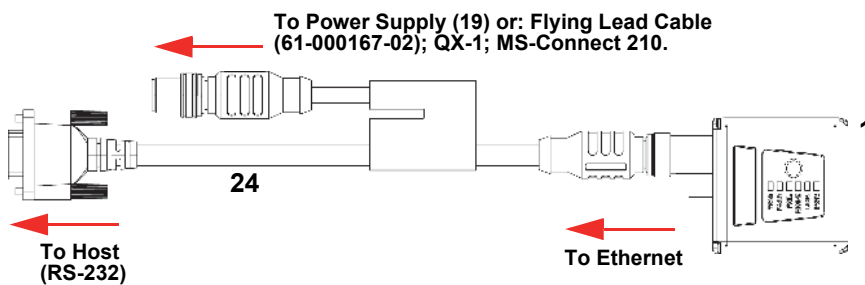 To Power Supply (19) or: Flying Lead Cable
(61-000167-02); QX-1; MS-Connect 210.
1
24
To Host
(RS-232)
To Ethernet